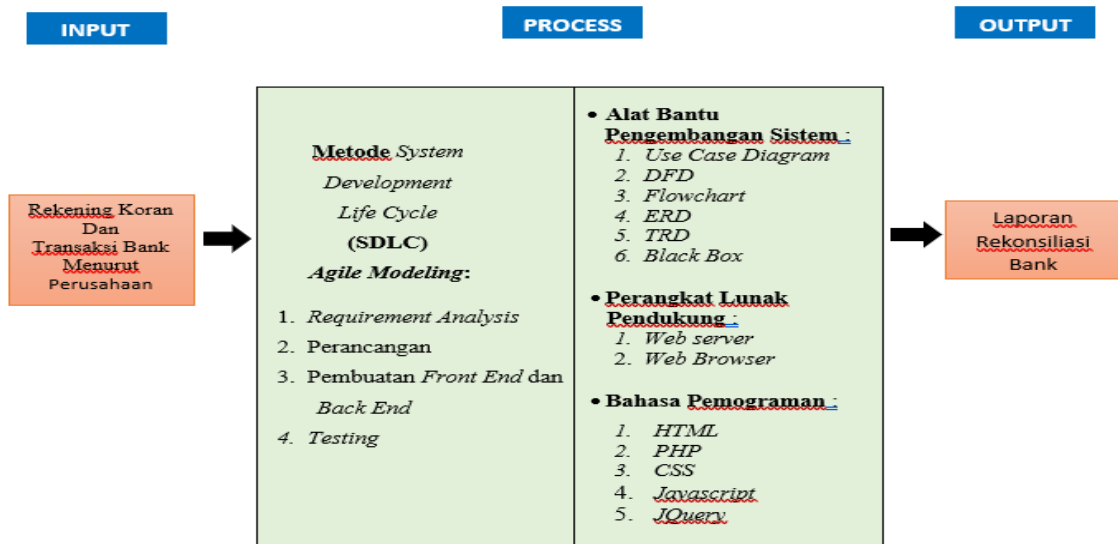 INPUT
PROCESS
OUTPUT
Rekening Koran
Dan
Transaksi Bank
Menurut
Perusahaan
Metode System
Development
Life Cycle
(SDLC)
Agile Modeling:
1. Requirement Analysis
2. Perancangan
3. Pembuatan Front End dan
Back End
4. Testing
• Alat Bantu
Pengembangan Sistem :
1. Use Case Diagram
2. DFD
3. Flowchart
4. ERD
5. TRD
6. Black Box
• Perangkat Lunak
Pendukung :
1. Web server
2. Web Browser
• Bahasa Pemograman :
1. HTML
2. PHP
3. CSS
4. Javascript
5. JQuery
Laporan
Rekonsiliasi
Bank